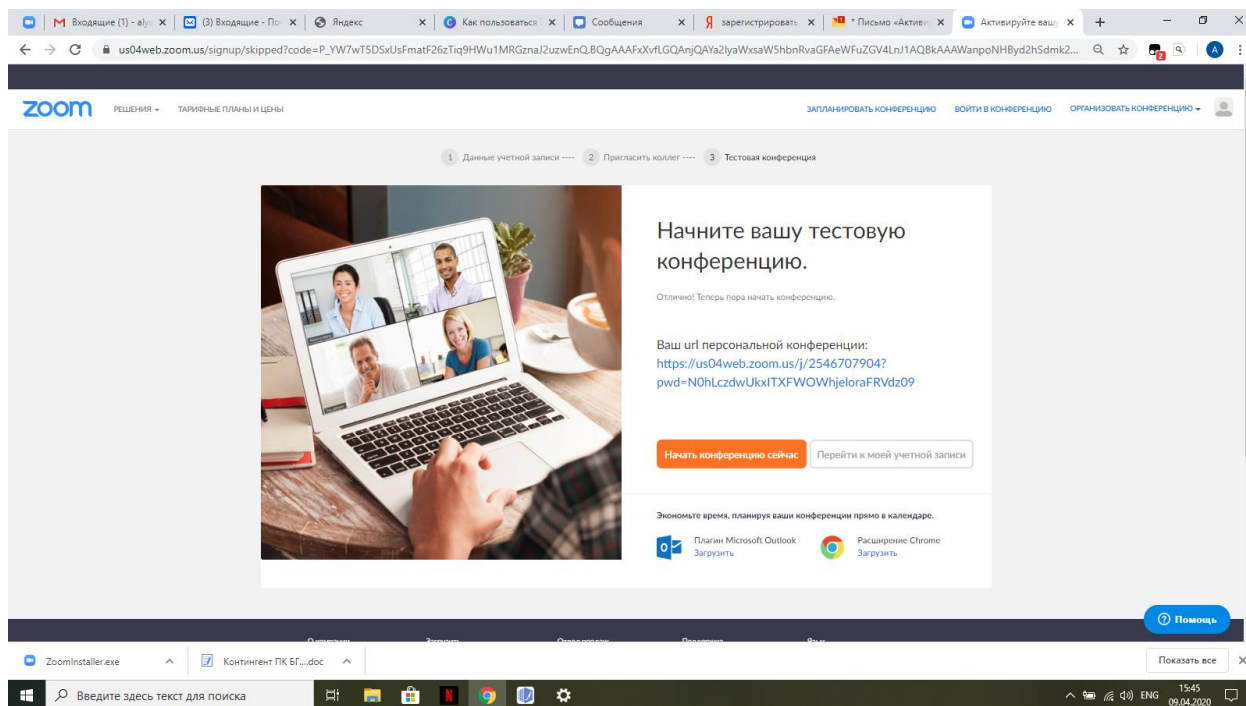 Входящие (1) - aly
(3) Входящие - По
Яндекс
Как пользоваться
Сообщения
зарегистрировать
* Письмо «Активи
Активируйте ваш
us04web.zoom.us/signup/
zoom
РЕШЕНИЯ
ТАРИФНЫЕ ПЛАНЫ И ЦЕНЫ
ЗАПЛАНИРОВАТЬ КОНФЕРЕНЦИЮ
ВОЙТИ В КОНФЕРЕНЦИЮ
ОРГАНИЗОВАТЬ КОНФЕРЕНЦИЮ
1 Данные учетной записи ---- 2 Пригласить коллег ---- 3 Тестовая конференция
Начните вашу тестовую
конференцию.
Отлично! Теперь пора начать конференцию.
Ваш url персональной конференции:
https://us04web.zoom.us/j/2546707904?
pwd=N0hLczdwUkxITXFWOWhjeloraFRVdz09
Начать конференцию сейчас
Перейти к моей учетной записи
Экономьте время, планируя ваши конференции прямо в календаре.
Плагин Microsoft Outlook
Загрузить
Расширение Chrome
Загрузить
Помощь
ZoomInstaller.exe
Контингент ПК БГ....doc
Показать все
Введите здесь текст для поиска
ENG
15:45
09.04.2020